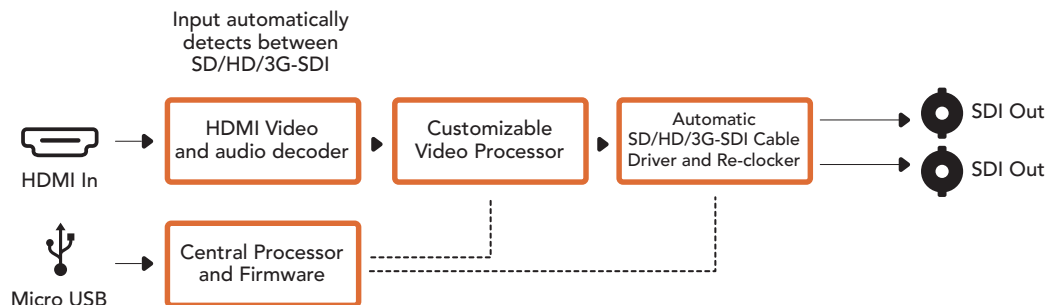 Input automatically
detects between
SD/HD/3G-SDI
HDMI In
HDMI Video
and audio decoder
Customizable
Video Processor
Automatic
SD/HD/3G-SDI Cable
Driver and Re-clocker
SDI Out
SDI Out
Micro USB
Central Processor
and Firmware